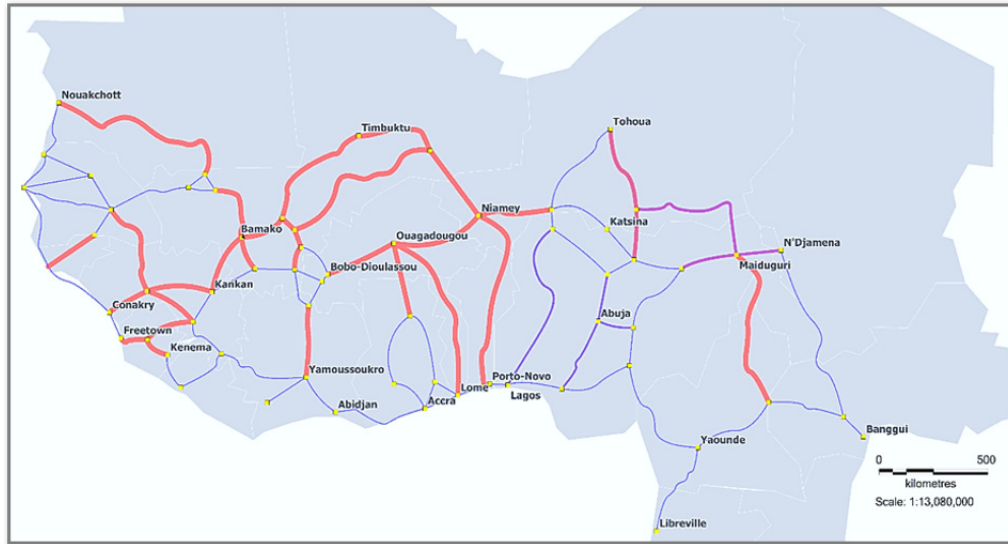 Nouakchott
Timbuktu
Tohoua
Niamey
Katsina
Bamako
Ouagadougou
N'Djamena
Maiduguri
Bobo-Dioulassou
Kankan
Conakry
Abuja
Freetown
Kenema
Yamoussoukro
Porto-Novo
Lome
Lagos
Abidjan
Accra
Banggui
Yaounde
0 500
kilometres
Scale: 1:13,080,000
Libreville